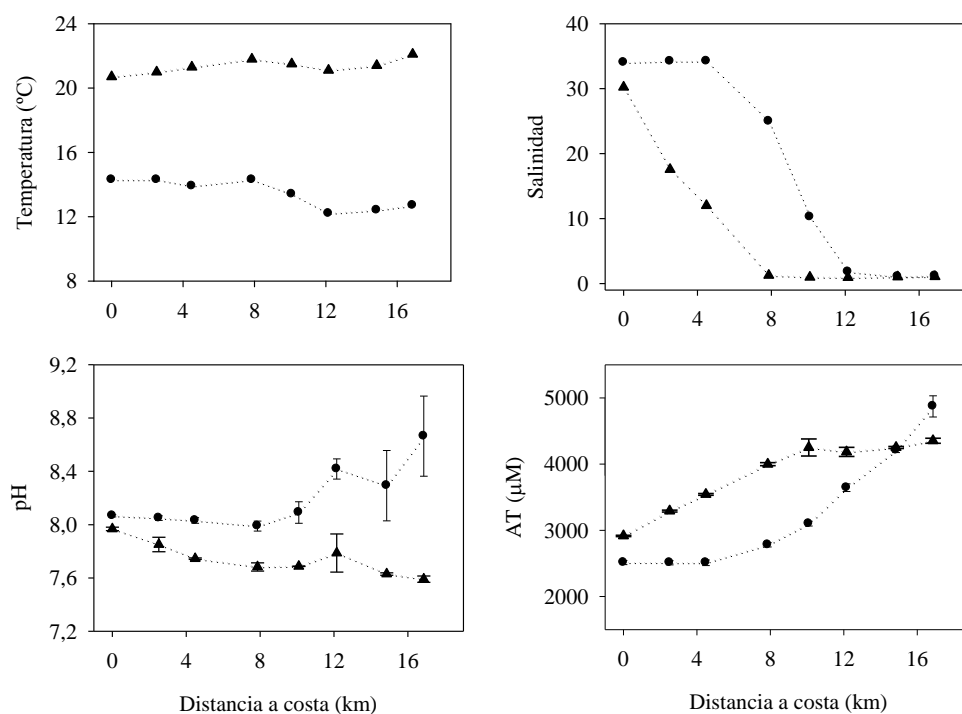 24
20
16
12
8
Temperatura (ºC)
0 4 8 12 16
40
30
20
10
0
Salinidad
0 4 8 12 16
9,2
8,8
8,4
8,0
7,6
7,2
pH
0 4 8 12 16
Distancia a costa (km)
5000
4000
3000
2000
AT (µM)
0 4 8 12 16
Distancia a costa (km)